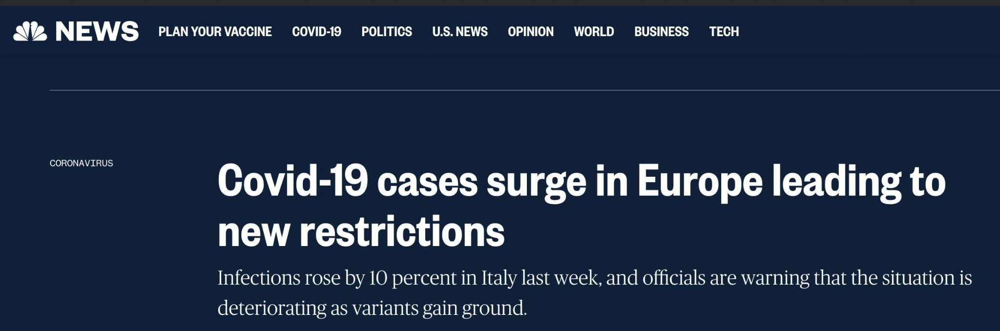 NEWS PLAN YOUR VACCINE COVID-19 POLITICS U.S. NEWS OPINION WORLD BUSINESS TECH
CORONAVIRUS
Covid-19 cases surge in Europe leading to
new restrictions
Infections rose by 10 percent in Italy last week, and officials are warning that the situation is
deteriorating as variants gain ground.